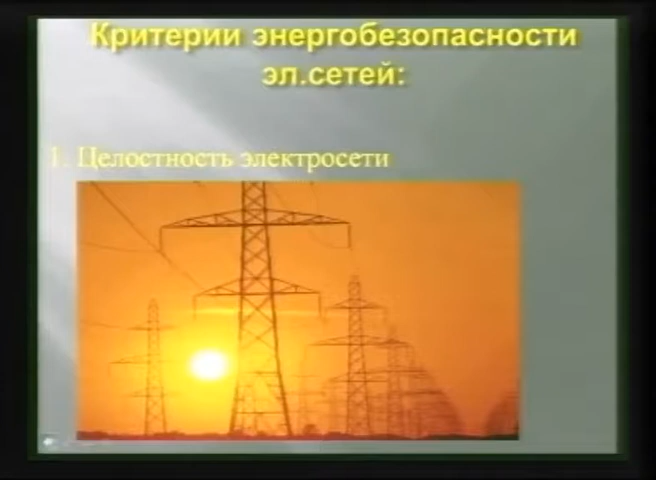 Критерии энергобезопасности
эл.сетей:
1. Целостность электросети